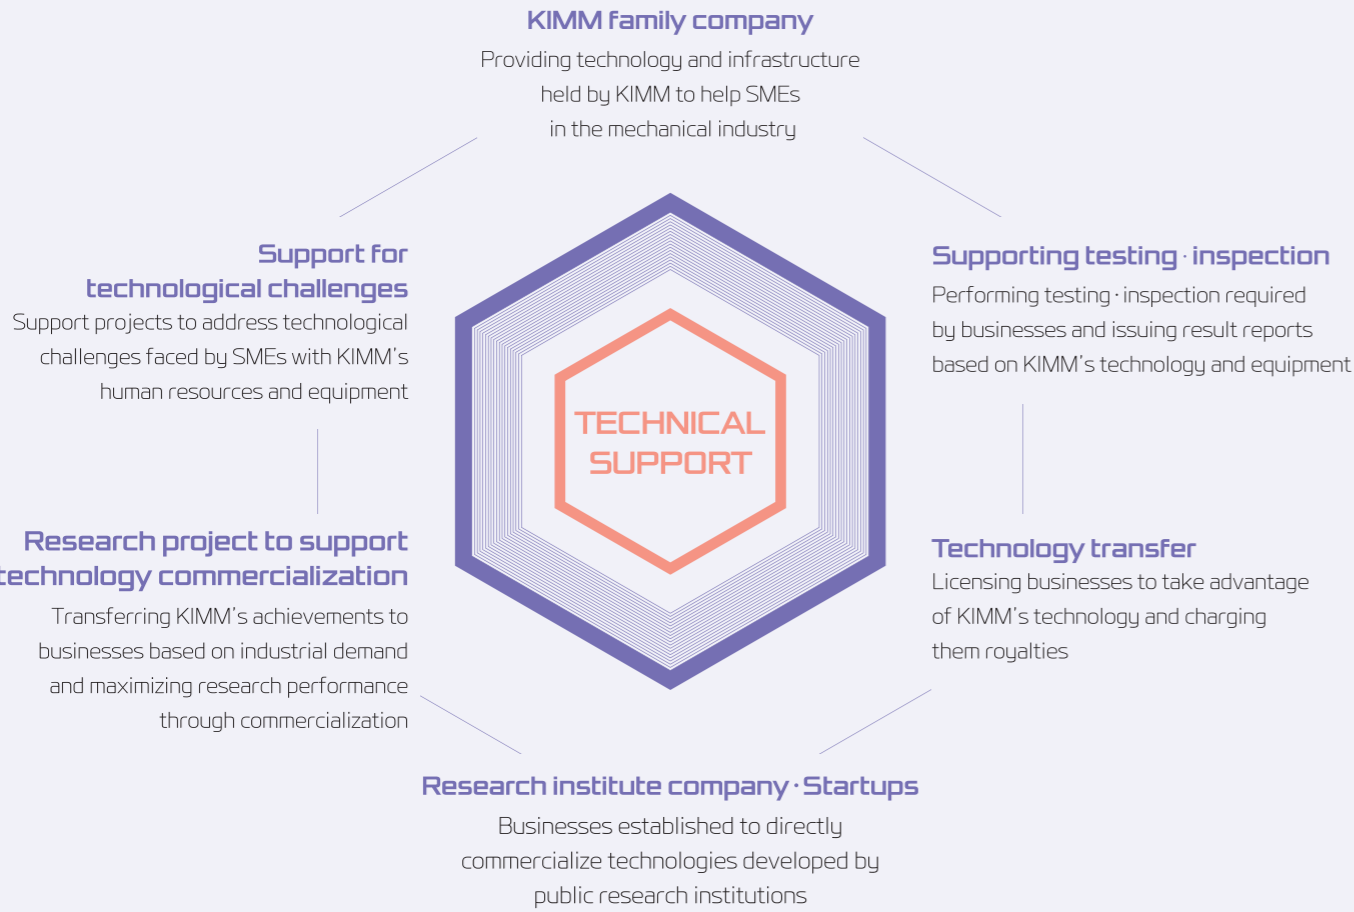 KIMM family company
Providing technology and infrastructure
held by KIMM to help SMEs
in the mechanical industry
Support for
technological challenges
Support projects to address technological
challenges faced by SMEs with KIMM's
human resources and equipment
Supporting testing · inspection
Performing testing · inspection required
by businesses and issuing result reports
based on KIMM's technology and equipment
TECHNICAL
SUPPORT
Research project to support
technology commercialization
Transferring KIMM's achievements to
businesses based on industrial demand
and maximizing research performance
through commercialization
Technology transfer
Licensing businesses to take advantage
of KIMM's technology and charging
them royalties
Research institute company · Startups
Businesses established to directly
commercialize technologies developed by
public research institutions